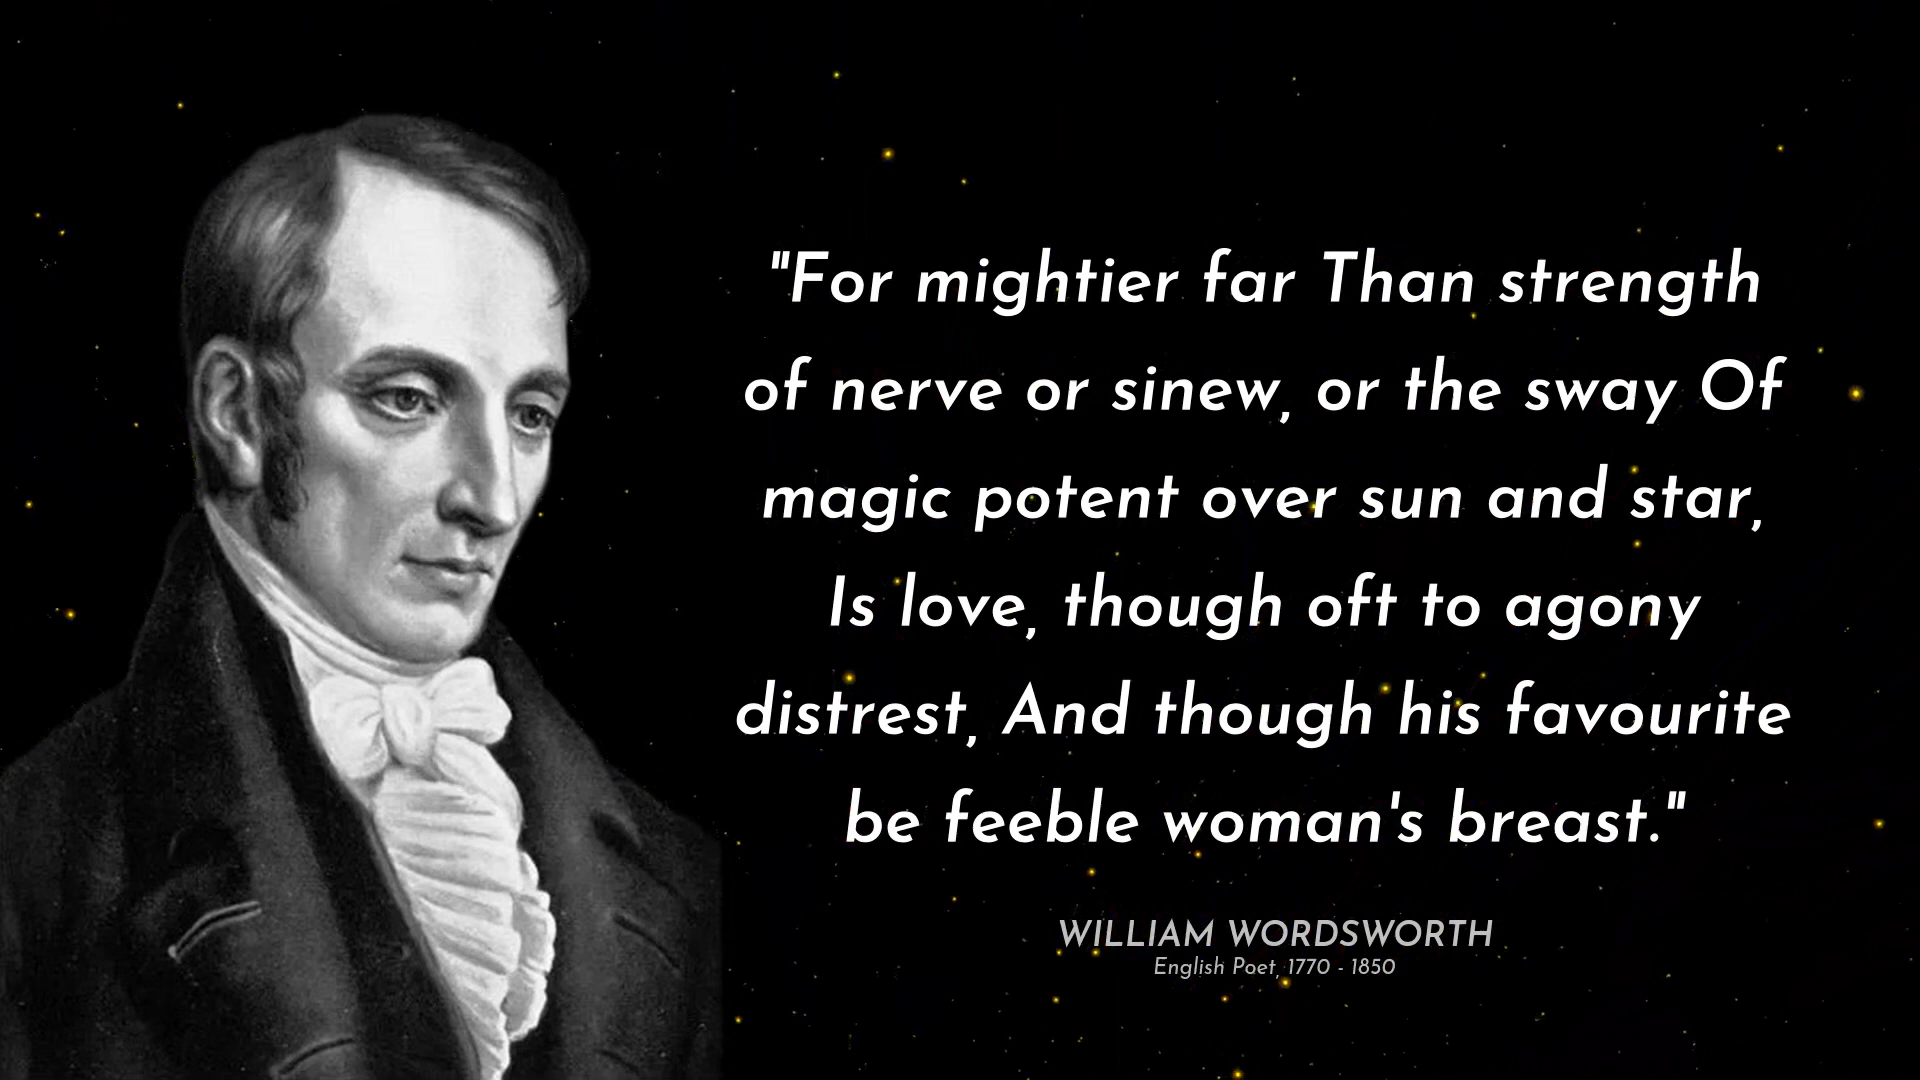 "For mightier far Than strength
of nerve or sinew, or the sway Of
magic potent over sun and star,
Is love, though oft to agony
distrest, And though his favourite
be feeble woman's breast."
WILLIAM WORDSWORTH
English Poet, 1770 - 1850